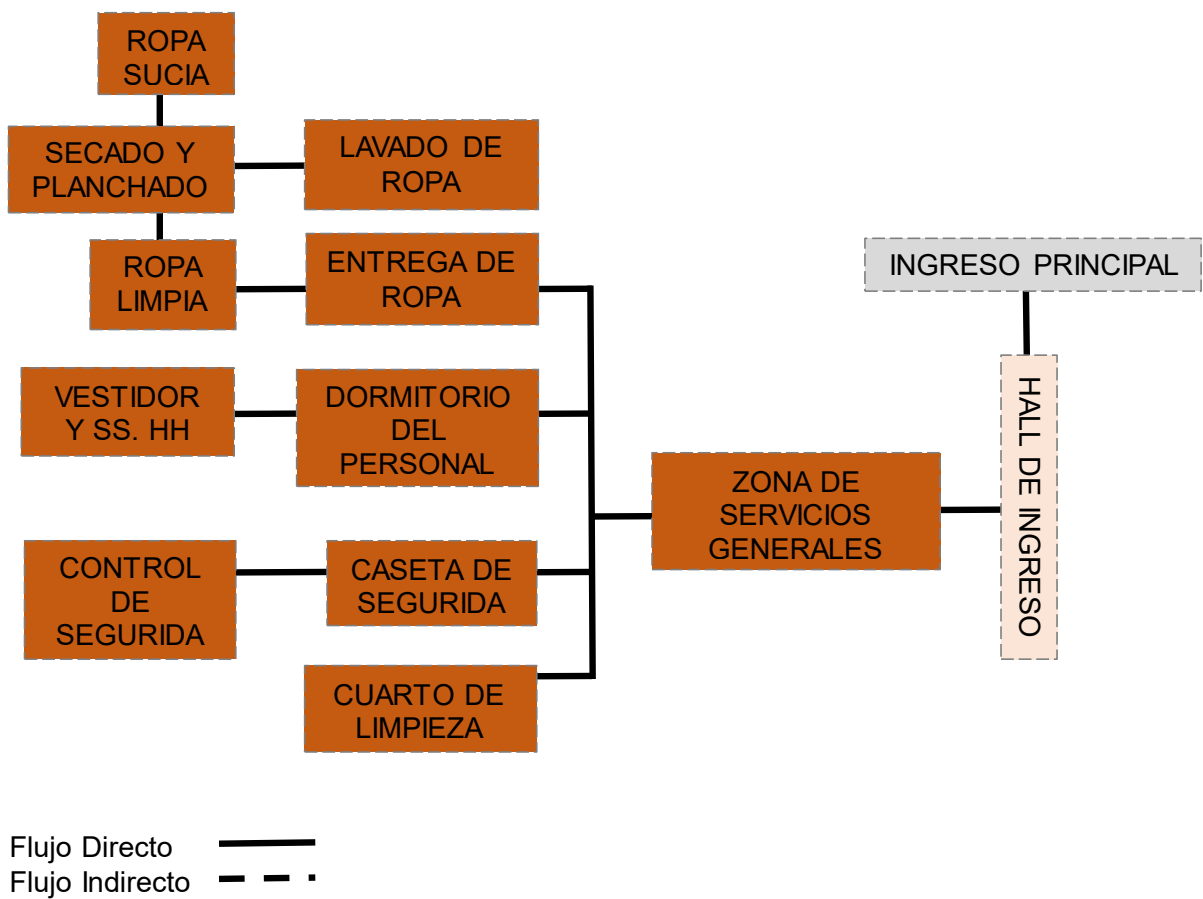 ROPA
SUCIA
SECADO Y
PLANCHADO
LAVADO DE
ROPA
ROPA
LIMPIA
ENTREGA DE
ROPA
INGRESO PRINCIPAL
VESTIDOR
Y SS. HH
DORMITORIO
DEL
PERSONAL
HALL DE INGRESO
ZONA DE
SERVICIOS
GENERALES
CONTROL
DE
SEGURIDA
CASETA DE
SEGURIDA
CUARTO DE
LIMPIEZA
Flujo Directo
Flujo Indirecto